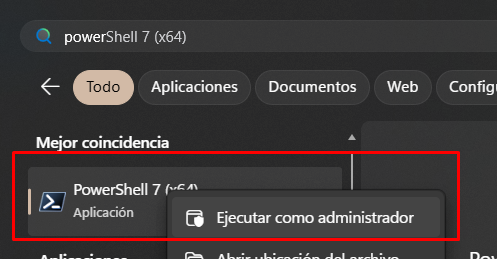 powerShell 7 (x64)
Todo Aplicaciones Documentos Web Configu
Mejor coincidencia
PowerShell 7 (x64)
Aplicación
Ejecutar como administrador
Abrir ubicación del archivo
Aplicaciones
Po